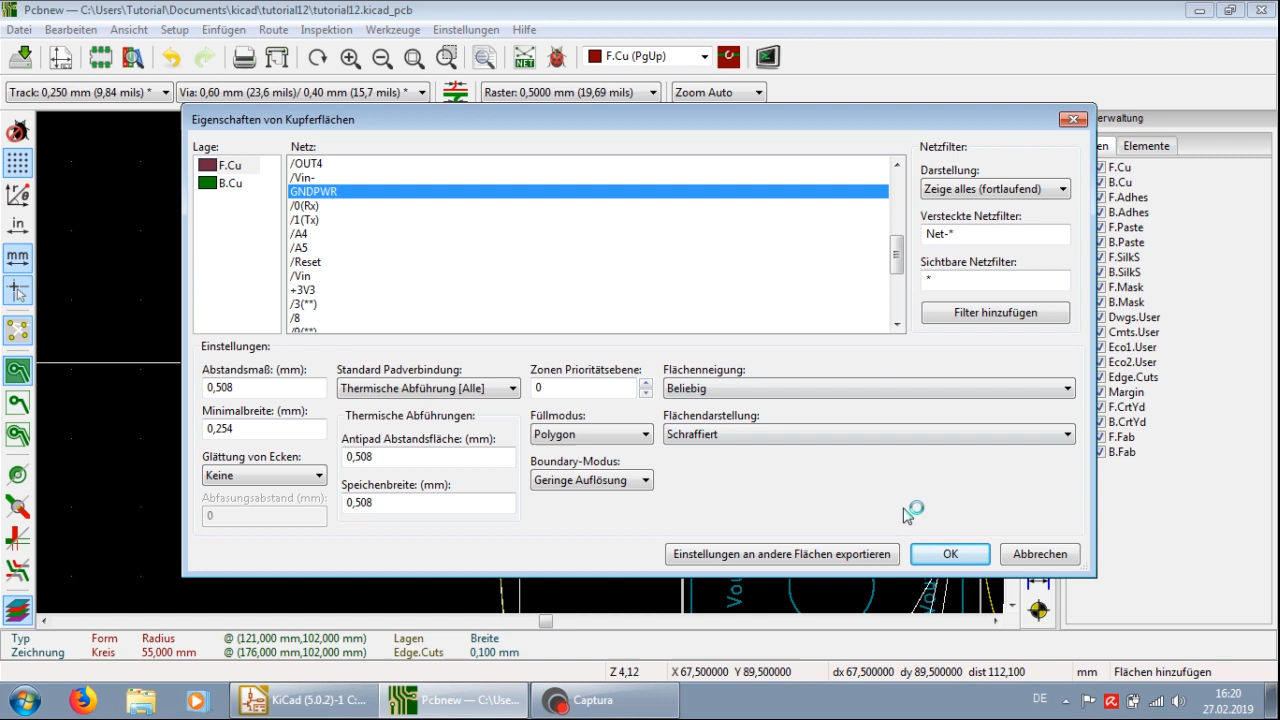 Pcbnew — C:\Users\Tutorial\Documents\kicad\tutorial12\tutorial12.kicad_pcb
Datei Bearbeiten Ansicht Setup Einfügen Route Inspektion Werkzeuge Einstellungen Hilfe
NET F.Cu (PgUp)
Track: 0,250 mm (9,84 mils) * Via: 0,60 mm (23,6 mils)/ 0,40 mm (15,7 mils) * Raster: 0,5000 mm (19,69 mils) Zoom Auto
Eigenschaften von Kupferflächen
erwaltung
Lage: Netz: Netzfilter:
en Elemente
F.Cu
B.Cu
/OUT4
/Vin-
GNDPWR
/0(Rx)
/1(Tx)
/A4
/A5
/Reset
/Vin
+3V3
/3(**)
/8
/9(**)
Darstellung:
Zeige alles (fortlaufend)
Versteckte Netzfilter:
Net-*
Sichtbare Netzfilter:
*
Filter hinzufügen
F.Cu
B.Cu
F.Adhes
B.Adhes
F.Paste
B.Paste
F.SilkS
B.SilkS
F.Mask
B.Mask
Dwgs.User
Cmts.User
Eco1.User
Eco2.User
Edge.Cuts
Margin
F.CrtYd
B.CrtYd
F.Fab
B.Fab
in
mm
Einstellungen:
Abstandsmaß: (mm):
0,508
Minimalbreite: (mm):
0,254
Glättung von Ecken:
Keine
Abfasungsabstand (mm):
0
Standard Padverbindung:
Thermische Abführung [Alle]
Thermische Abführungen:
Antipad Abstandsfläche: (mm):
0,508
Speichenbreite: (mm):
0,508
Zonen Prioritätsebene:
0
Füllmodus:
Polygon
Boundary-Modus:
Geringe Auflösung
Flächenneigung:
Beliebig
Flächendarstellung:
Schraffiert
Einstellungen an andere Flächen exportieren OK Abbrechen
Typ Form Radius @ (121,000 mm,102,000 mm) Lagen Breite
Zeichnung Kreis 55,000 mm @ (176,000 mm,102,000 mm) Edge.Cuts 0,100 mm
Z 4,12 X 67,500000 Y 89,500000 dx 67,500000 dy 89,500000 dist 112,100 mm Flächen hinzufügen
KiCad (5.0.2)-1 C:... Pcbnew — C:\Use... Captura DE 16:20
27.02.2019